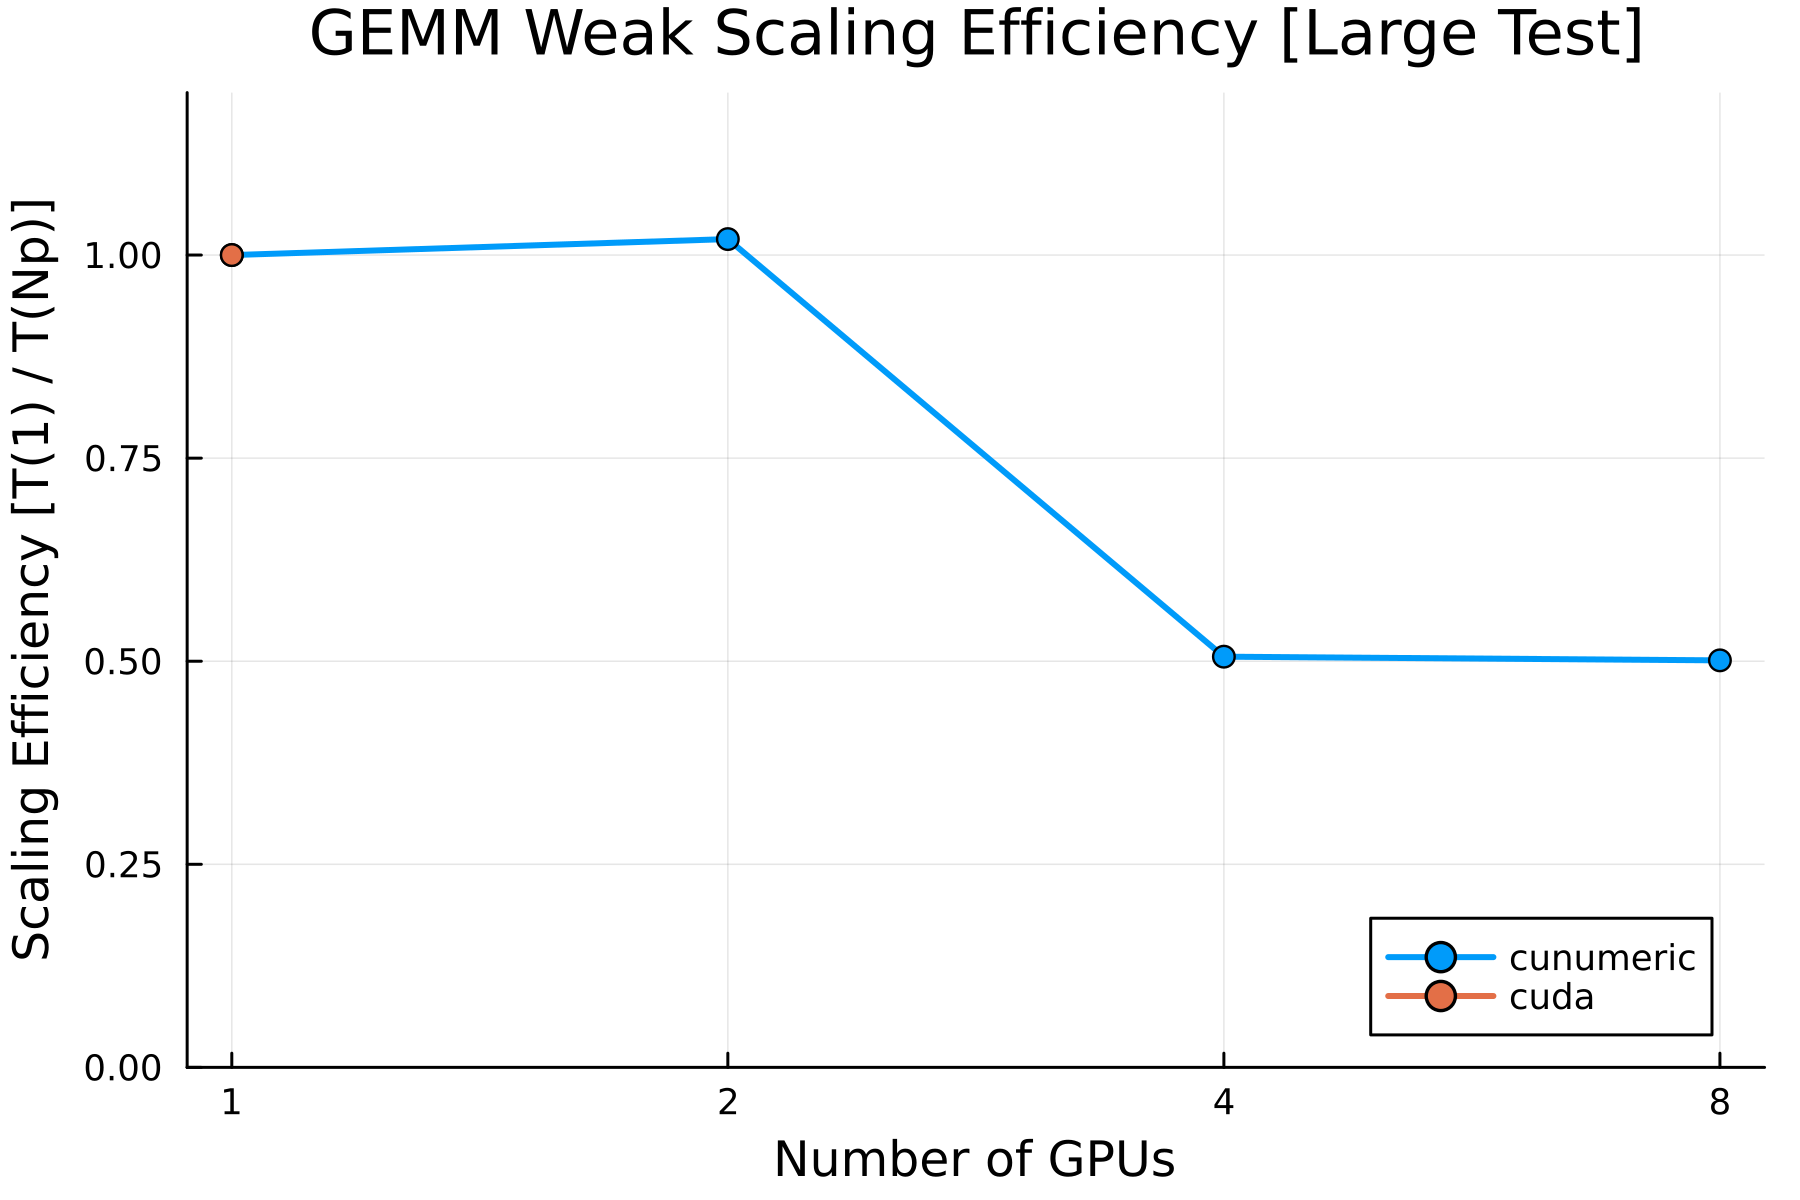 GEMM Weak Scaling Efficiency [Large Test]
Scaling Efficiency [T(1) / T(Np)]
1.00
0.75
0.50
0.25
0.00
1
2
4
8
Number of GPUs
cunumeric
cuda